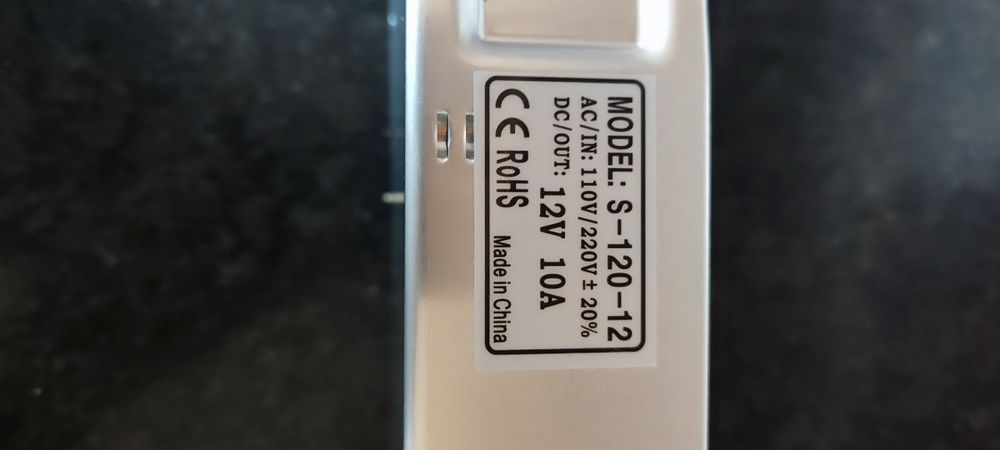 MODEL: S-120-12
AC/IN: 110V/220V ± 20%
DC/OUT: 12V 10A
CE RoHS Made in China